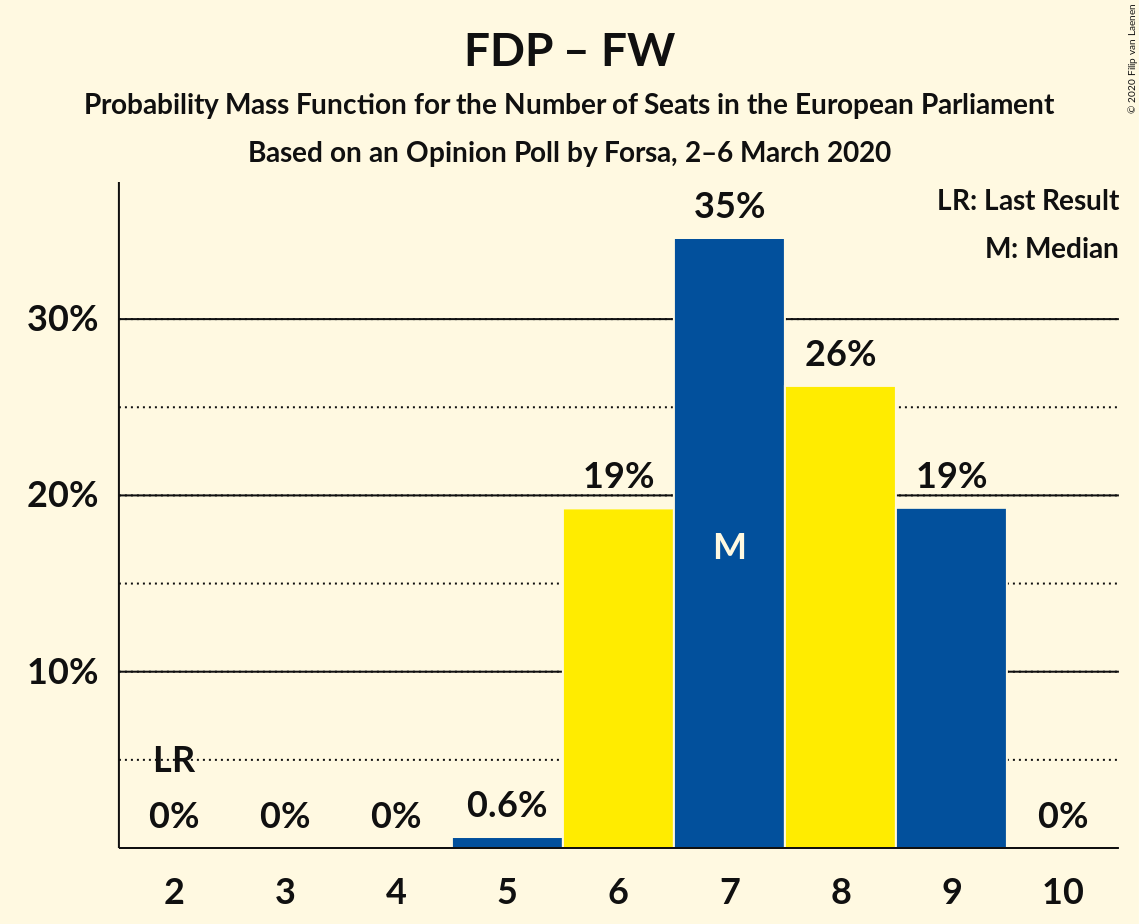 FDP – FW
Probability Mass Function for the Number of Seats in the European Parliament
Based on an Opinion Poll by Forsa, 2–6 March 2020
© 2020 Filip van Laenen
LR: Last Result
M: Median
35%
30%
26%
20%
19%
19%
M
10%
LR
0%
0%
0%
0.6%
0%
2
3
4
5
6
7
8
9
10